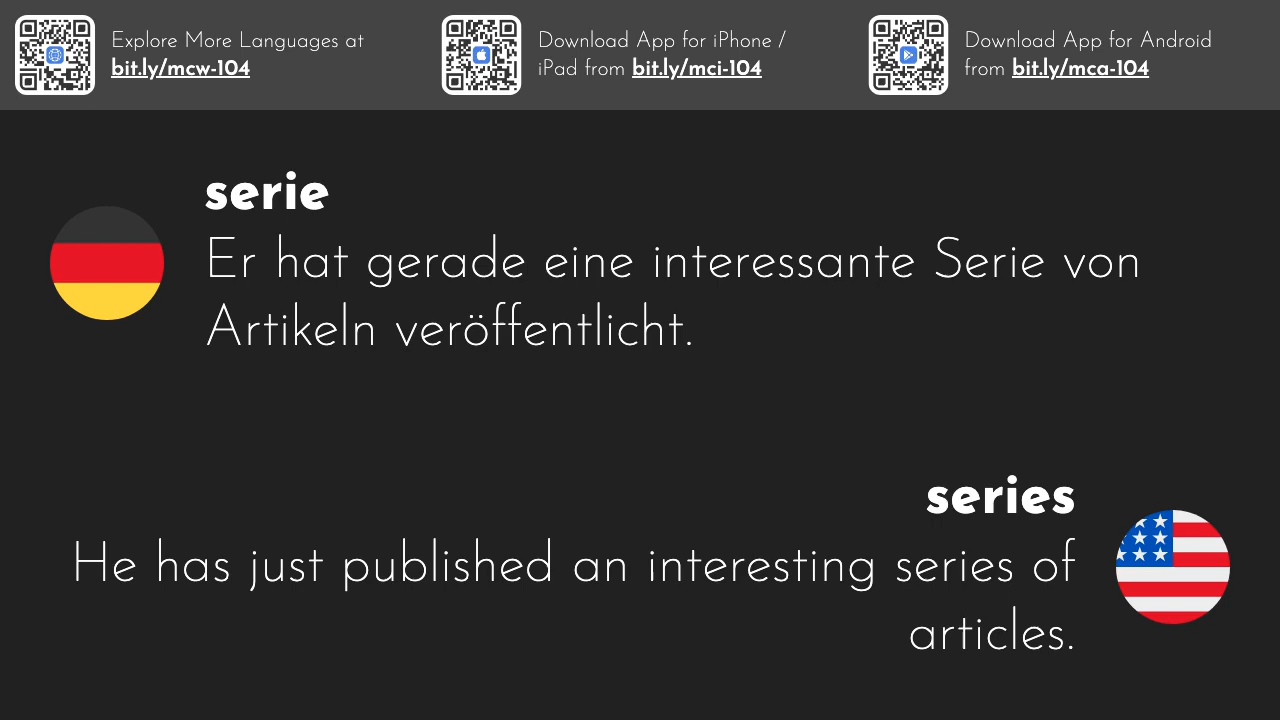 Explore More Languages at
bit.ly/mcw-104
Download App for iPhone /
iPad from bit.ly/mci-104
Download App for Android
from bit.ly/mca-104
serie
Er hat gerade eine interessante Serie von
Artikeln veröffentlicht.
series
He has just published an interesting series of
articles.